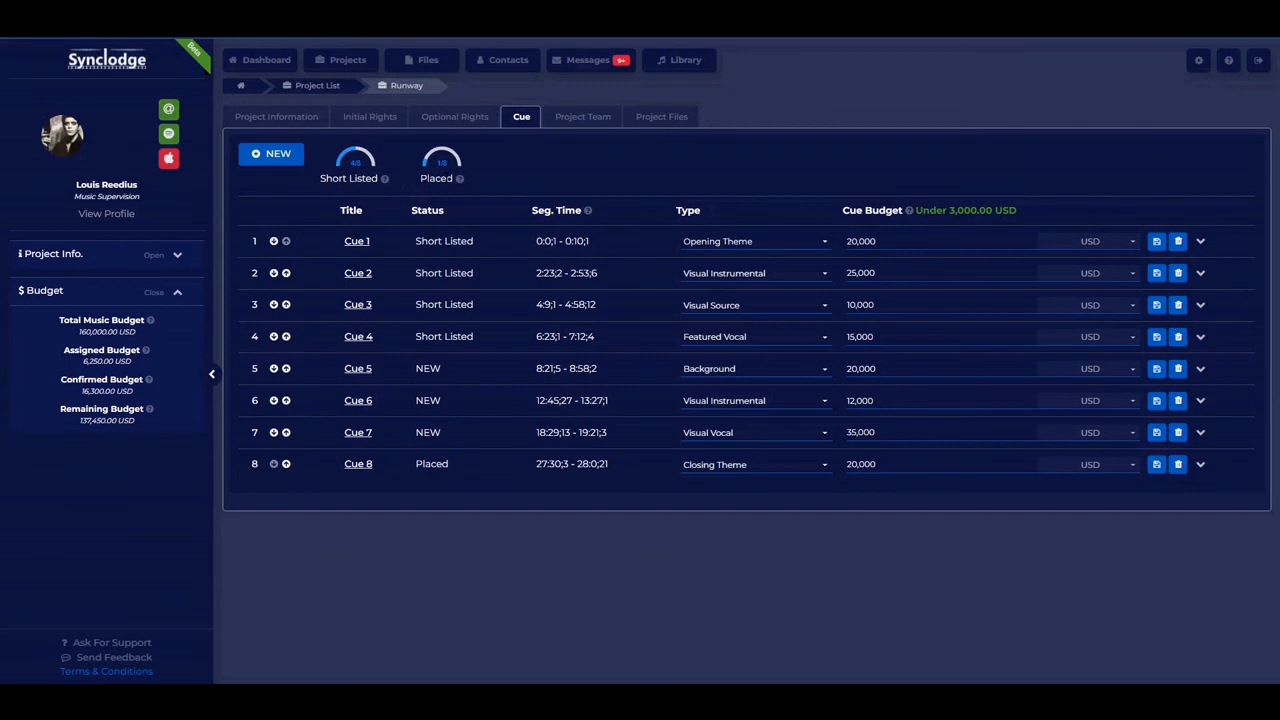 Synclodge
Beta
Dashboard Projects Files Contacts Messages 9+ Library
Project List Runway
Project Information Initial Rights Optional Rights Cue Project Team Project Files
Louis Reedius
Music Supervision
View Profile
Project Info. Open
$ Budget Close
Total Music Budget
160,000.00 USD
Assigned Budget
6,250.00 USD
Confirmed Budget
16,300.00 USD
Remaining Budget
137,450.00 USD
? Ask For Support
Send Feedback
Terms & Conditions
NEW
4/8 1/8
Short Listed Placed
Title Status Seg. Time Type Cue Budget Under 3,000.00 USD
1 Cue 1 Short Listed 0:0;1 - 0:10;1 Opening Theme 20,000 USD
2 Cue 2 Short Listed 2:23;2 - 2:53;6 Visual Instrumental 25,000 USD
3 Cue 3 Short Listed 4:9;1 - 4:58;12 Visual Source 10,000 USD
4 Cue 4 Short Listed 6:23;1 - 7:12;4 Featured Vocal 15,000 USD
5 Cue 5 NEW 8:21;5 - 8:58;2 Background 20,000 USD
6 Cue 6 NEW 12:45;27 - 13:27;1 Visual Instrumental 12,000 USD
7 Cue 7 NEW 18:29;13 - 19:21;3 Visual Vocal 35,000 USD
8 Cue 8 Placed 27:30;3 - 28:0;21 Closing Theme 20,000 USD